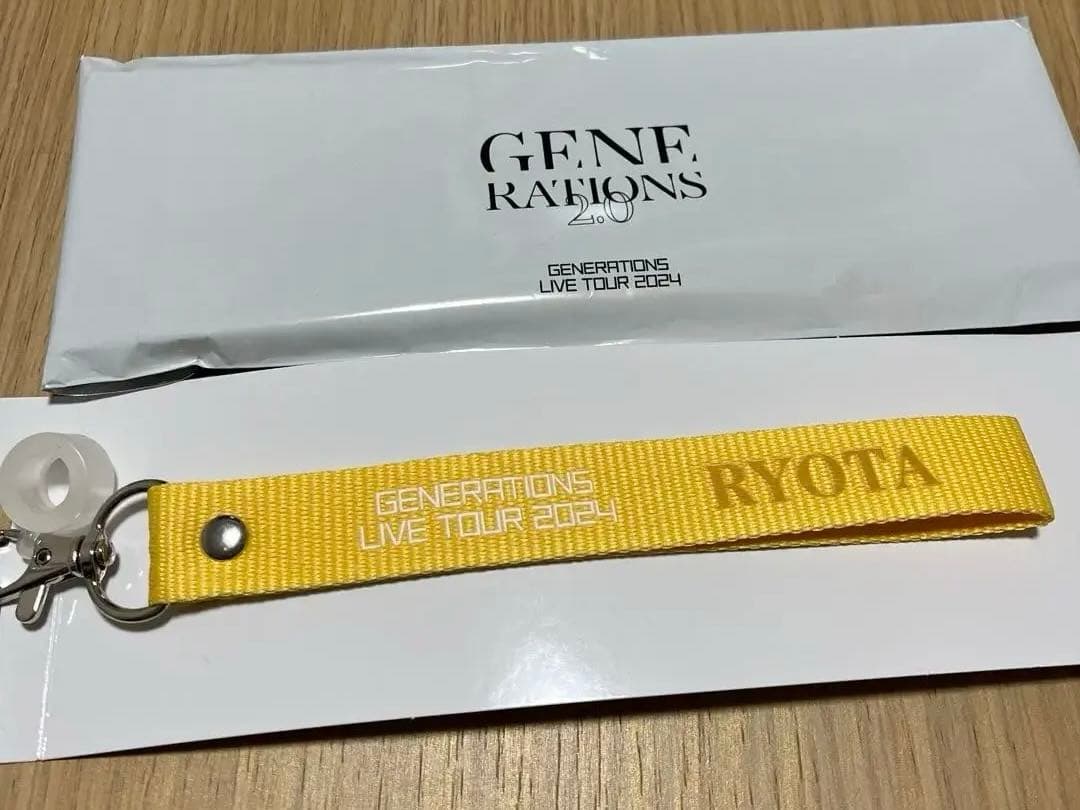 GENE
RATIONS
2.0
GENERATIONS
LIVE TOUR 2024
GENERATIONS
LIVE TOUR 2024
RYOTA